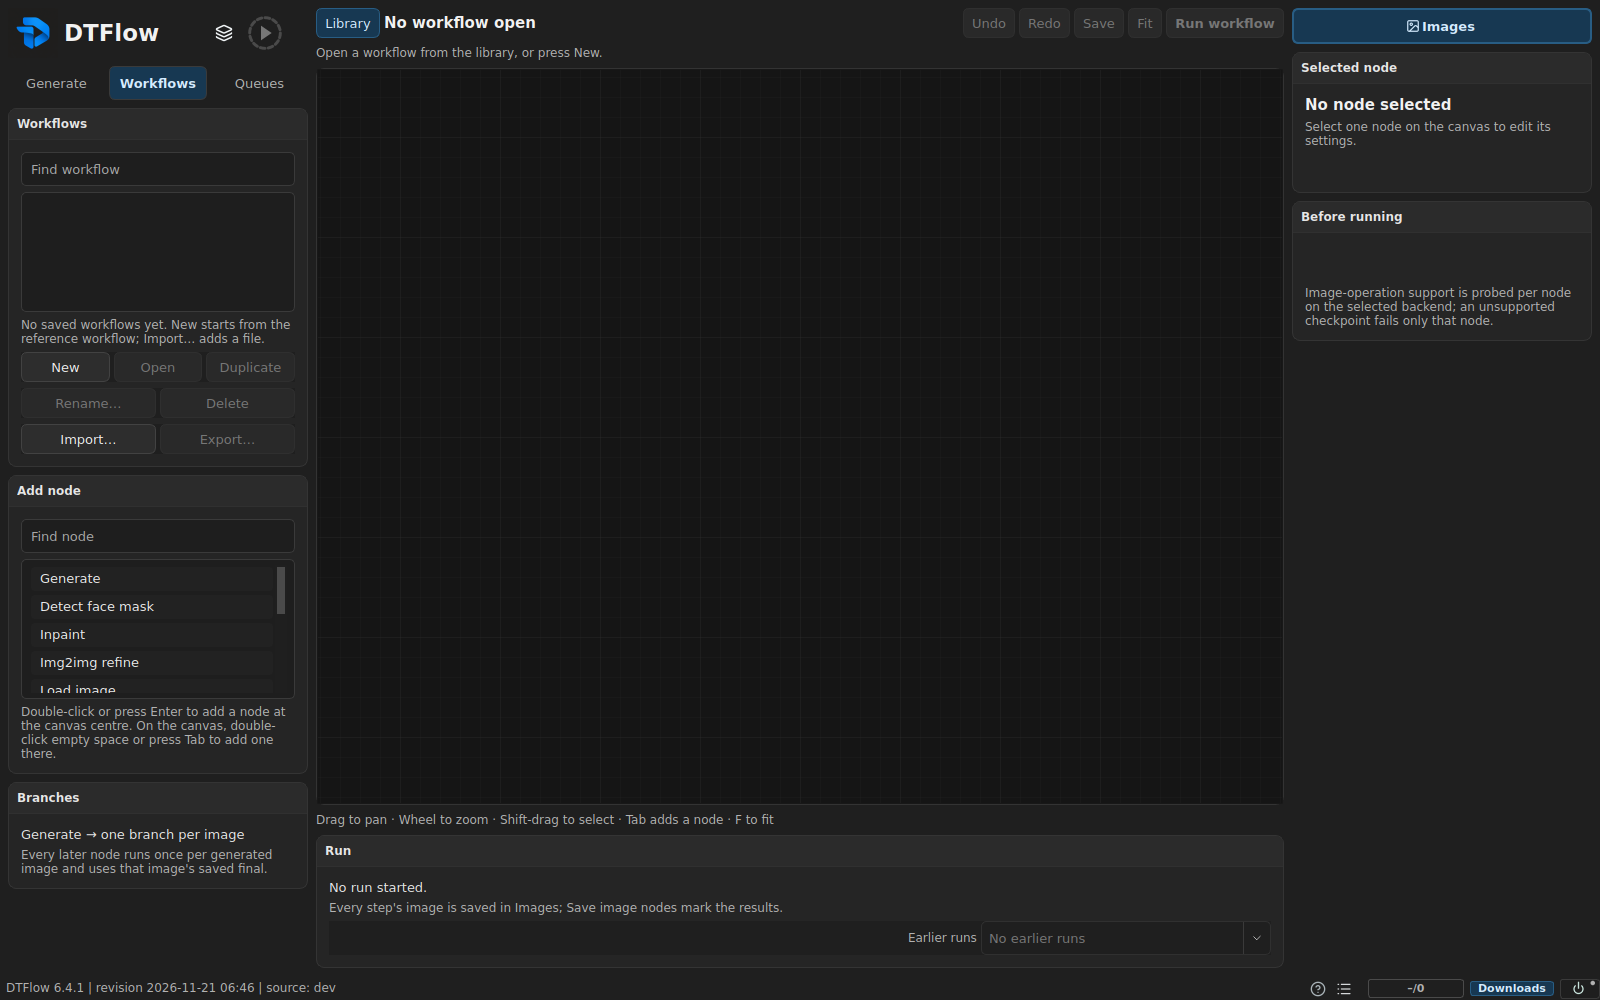 DTFlow
Generate
Workflows
Queues
Workflows
Find workflow
No saved workflows yet. New starts from the
reference workflow; Import... adds a file.
New
Open
Duplicate
Rename...
Delete
Import...
Export...
Add node
Find node
Generate
Detect face mask
Inpaint
Img2img refine
Load image
Double-click or press Enter to add a node at
the canvas centre. On the canvas, double-
click empty space or press Tab to add one
there.
Branches
Generate → one branch per image
Every later node runs once per generated
image and uses that image's saved final.
Library
No workflow open
Undo
Redo
Save
Fit
Run workflow
Open a workflow from the library, or press New.
Drag to pan · Wheel to zoom · Shift-drag to select · Tab adds a node · F to fit
Run
No run started.
Every step's image is saved in Images; Save image nodes mark the results.
Earlier runs
No earlier runs
Images
Selected node
No node selected
Select one node on the canvas to edit its
settings.
Before running
Image-operation support is probed per node
on the selected backend; an unsupported
checkpoint fails only that node.
DTFlow 6.4.1 | revision 2026-11-21 06:46 | source: dev
-/0
Downloads